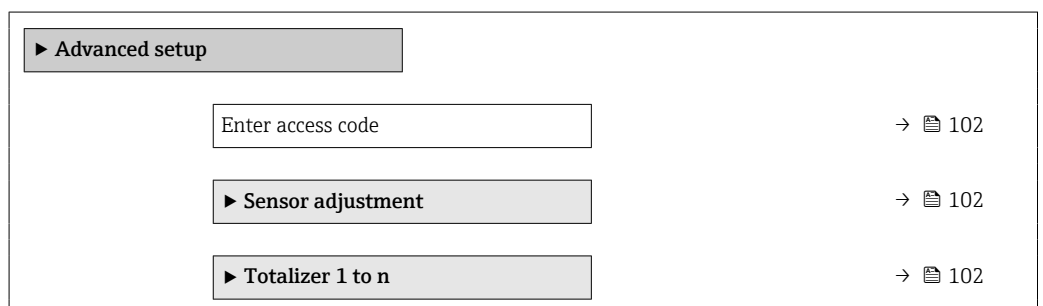 ▶ Advanced setup
Enter access code → 102
▶ Sensor adjustment → 102
▶ Totalizer 1 to n → 102